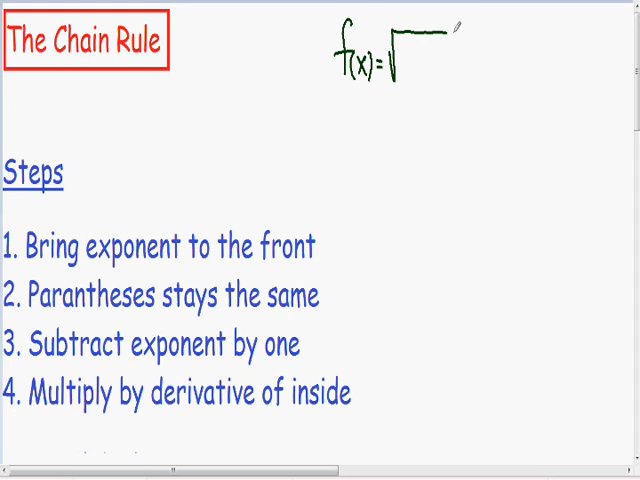 The Chain Rule
f(x)=√
Steps
1. Bring exponent to the front
2. Parantheses stays the same
3. Subtract exponent by one
4. Multiply by derivative of inside